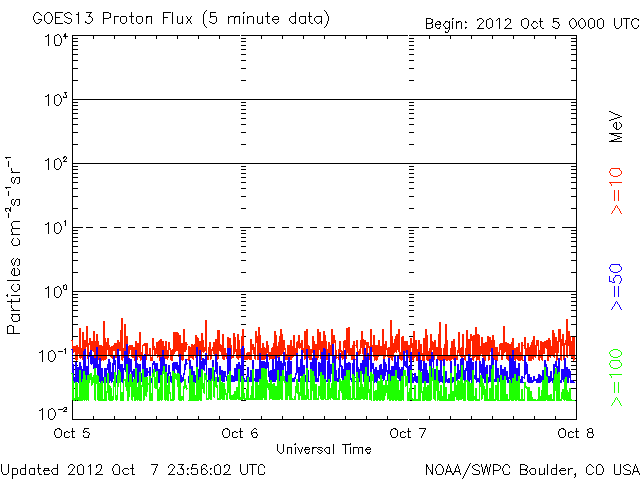 GOES13 Proton Flux (5 minute data)
Begin: 2012 Oct 5 0000 UTC
Particles cm⁻²s⁻¹sr⁻¹
10⁴
10³
10²
10¹
10⁰
10⁻¹
10⁻²
Oct 5 Oct 6 Oct 7 Oct 8
Universal Time
MeV
>=10
>=50
>=100
Updated 2012 Oct 7 23:56:02 UTC
NOAA/SWPC Boulder, CO USA